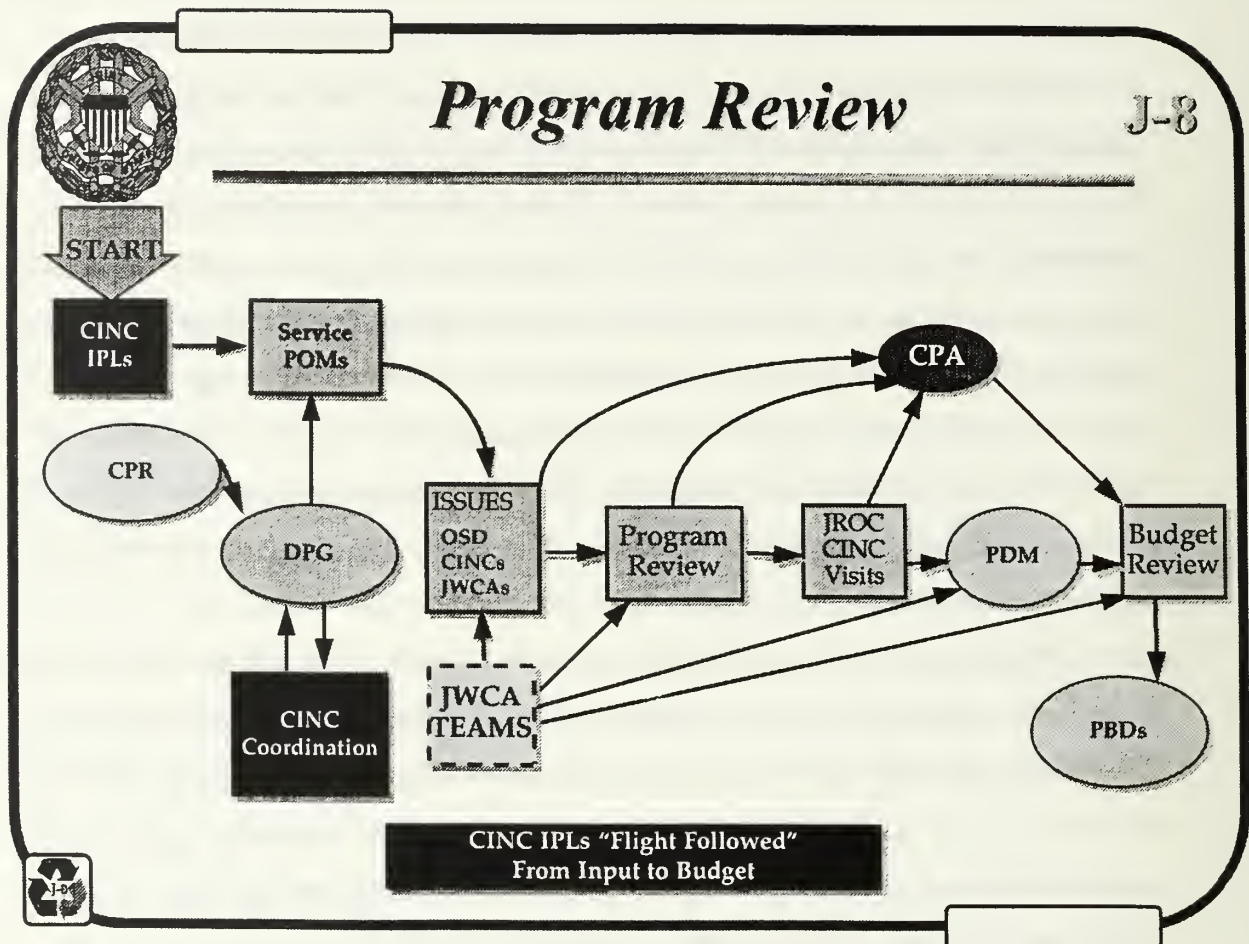 Program Review
J-8
START
CINC
IPLs
Service
POMs
CPA
CPR
DPG
ISSUES
OSD
CINCs
JWCAs
Program
Review
JROC
CINC
Visits
PDM
Budget
Review
CINC
Coordination
JWCA
TEAMS
PBDs
CINC IPLs "Flight Followed"
From Input to Budget